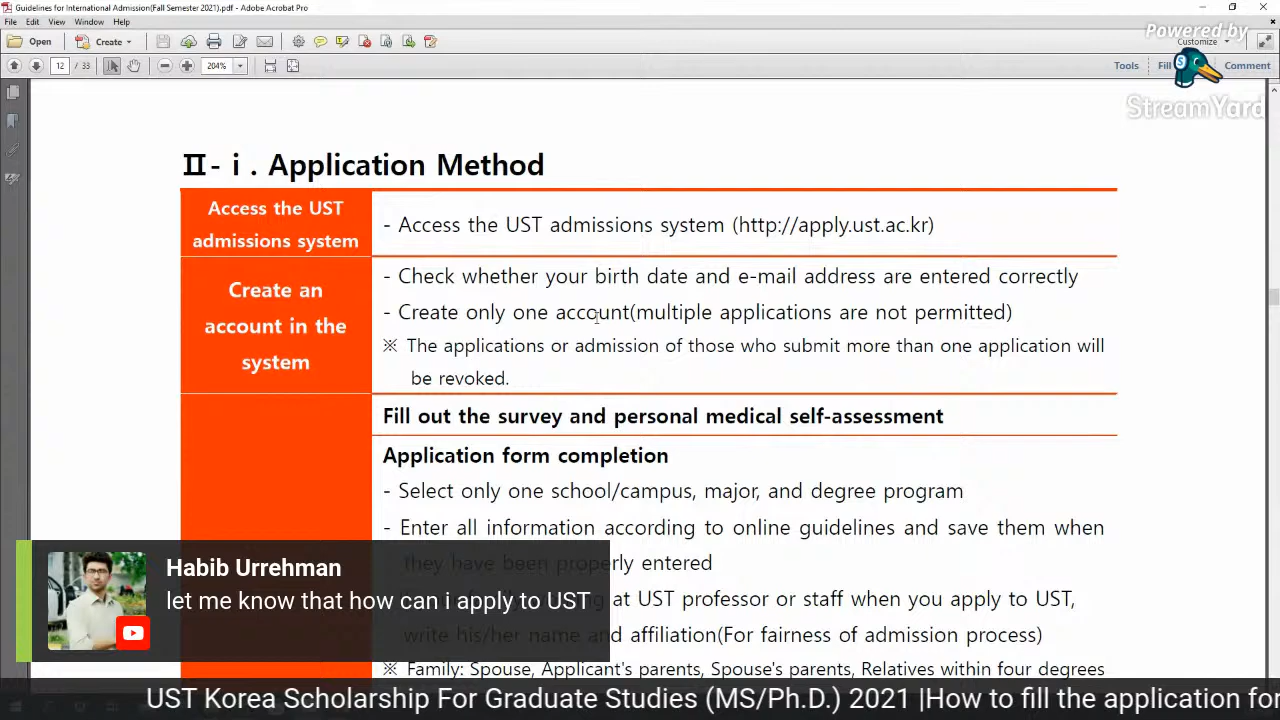 Guidelines for International Admission(Fall Semester 2021).pdf - Adobe Acrobat Pro
File Edit View Window Help
Open Create Customize
12 / 33 204% Tools Fill Comment
Powered by
StreamYard
Ⅱ- ⅰ. Application Method
Access the UST
admissions system
- Access the UST admissions system (http://apply.ust.ac.kr)
Create an
account in the
system
- Check whether your birth date and e-mail address are entered correctly
- Create only one account(multiple applications are not permitted)
※ The applications or admission of those who submit more than one application will
be revoked.
Fill out the survey and personal medical self-assessment
Application form completion
- Select only one school/campus, major, and degree program
- Enter all information according to online guidelines and save them when
they have been properly entered
at UST professor or staff when you apply to UST,
write his/her name and affiliation(For fairness of admission process)
※ Family: Spouse, Applicant's parents, Spouse's parents, Relatives within four degrees
Habib Urrehman
let me know that how can i apply to UST
UST Korea Scholarship For Graduate Studies (MS/Ph.D.) 2021 |How to fill the application for